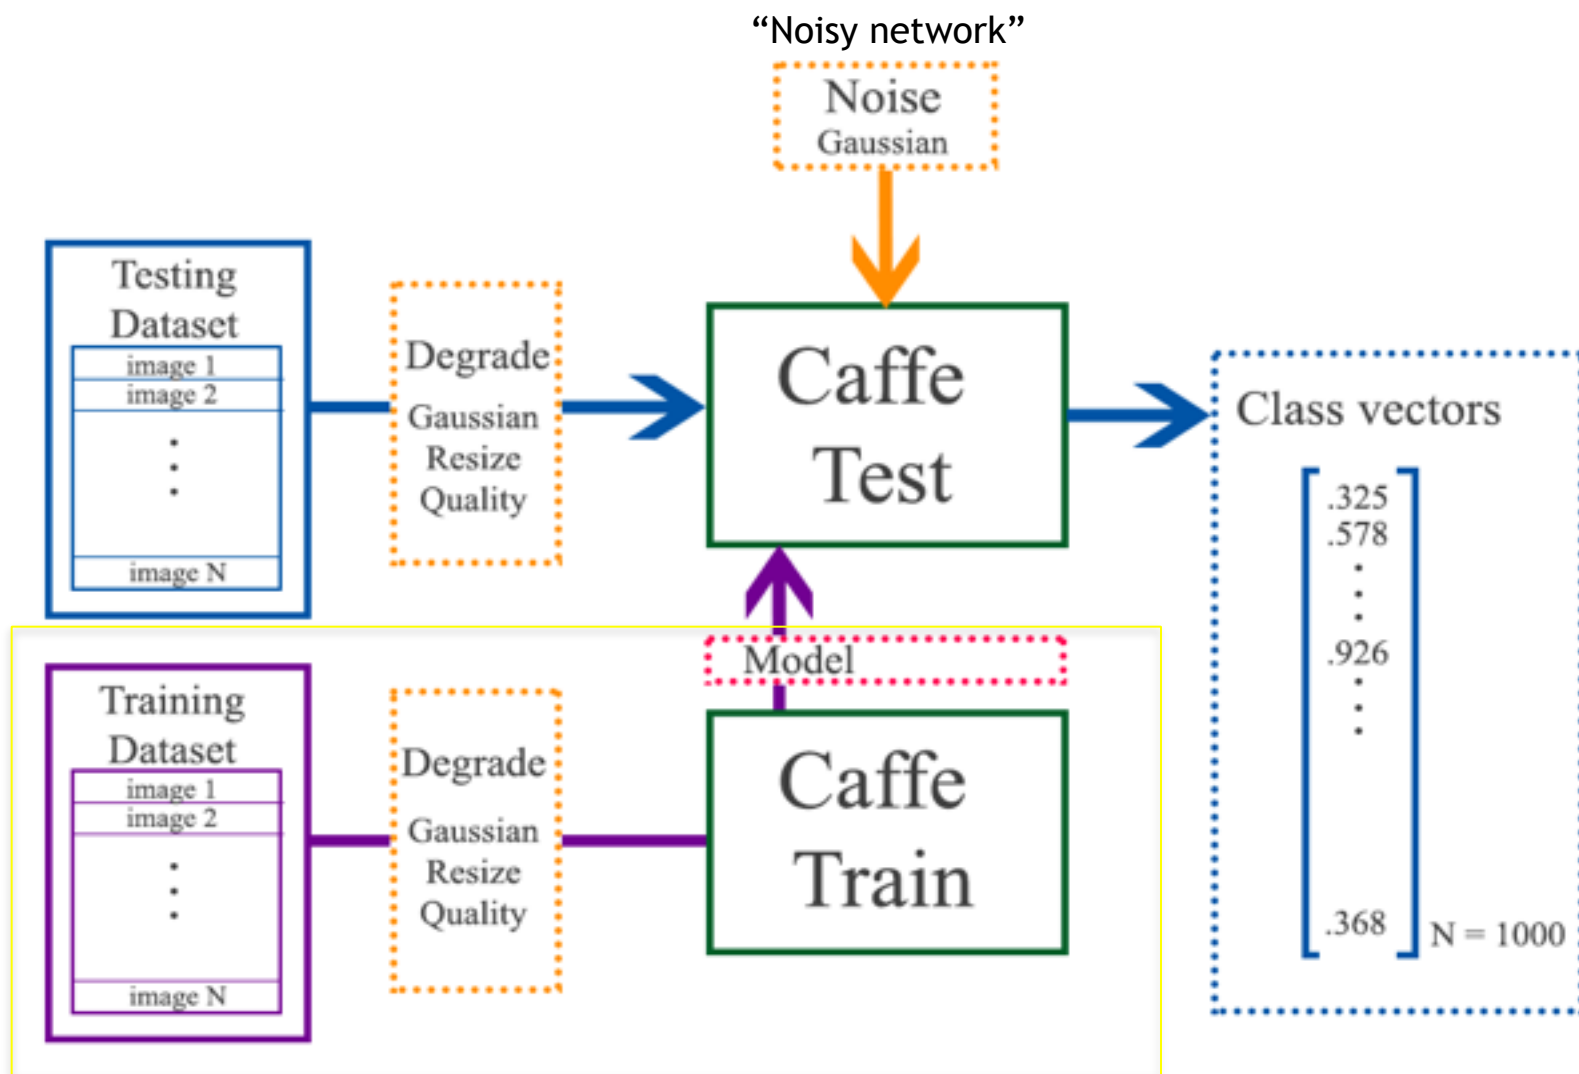 “Noisy network”
Noise
Gaussian
Testing
Dataset
image 1
image 2
image N
Degrade
Gaussian
Resize
Quality
Caffe
Test
Class vectors
.325
.578
.926
.368
N = 1000
Model
Training
Dataset
image 1
image 2
image N
Degrade
Gaussian
Resize
Quality
Caffe
Train